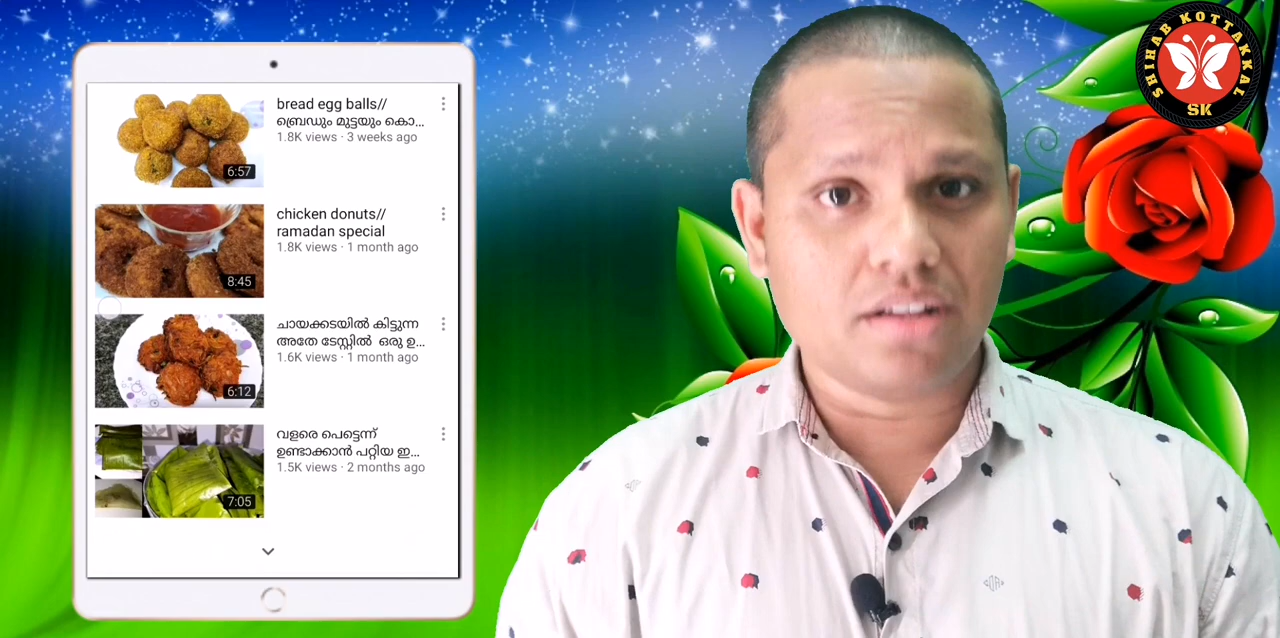 bread egg balls//
ബ്രെഡും മുട്ടയും കൊ...
1.8K views · 3 weeks ago
6:57
chicken donuts//
ramadan special
1.8K views · 1 month ago
8:45
ചായക്കടയിൽ കിട്ടുന്ന
അതേ ടേസ്റ്റിൽ ഒരു ഉ...
1.6K views · 1 month ago
6:12
വളരെ പെട്ടെന്ന്
ഉണ്ടാക്കാൻ പറ്റിയ ഇ...
1.5K views · 2 months ago
7:05
SHIHAB KOTTAKKAL
SK